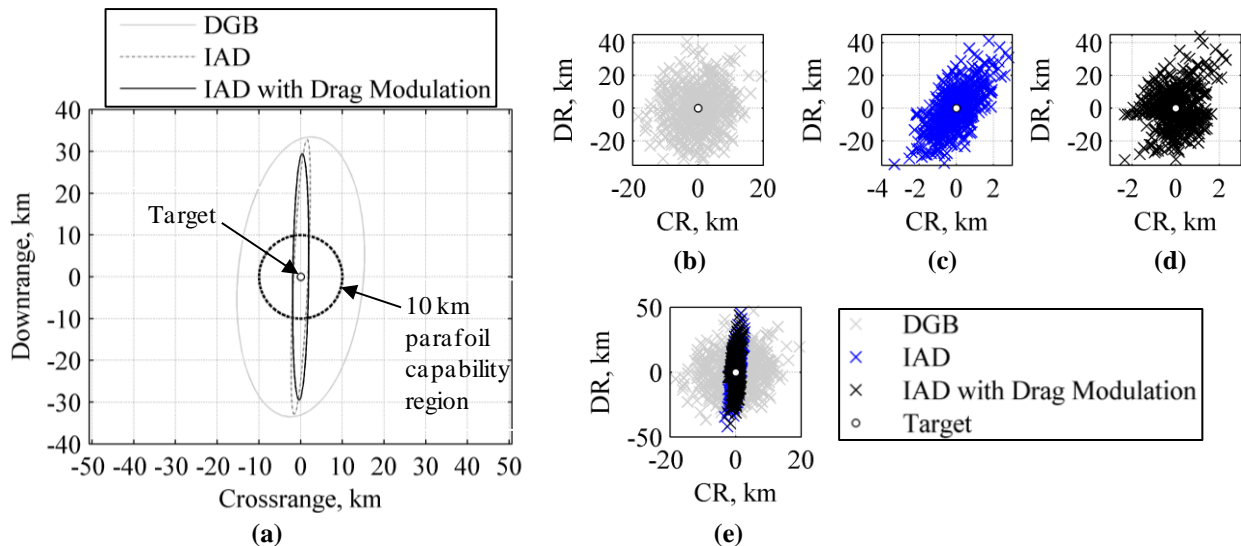 DGB
IAD
IAD with Drag Modulation
40
30
20
10
0
-10
-20
-30
-40
Downrange, km
-50 -40 -30 -20 -10 0 10 20 30 40 50
Crossrange, km
Target
10 km
parafoil
capability
region
(a)
40
20
0
-20
DR, km
-20 0 20
CR, km
(b)
40
20
0
-20
DR, km
-4 -2 0 2
CR, km
(c)
40
20
0
-20
DR, km
-2 0 2
CR, km
(d)
50
0
-50
DR, km
-20 0 20
CR, km
(e)
DGB
IAD
IAD with Drag Modulation
Target